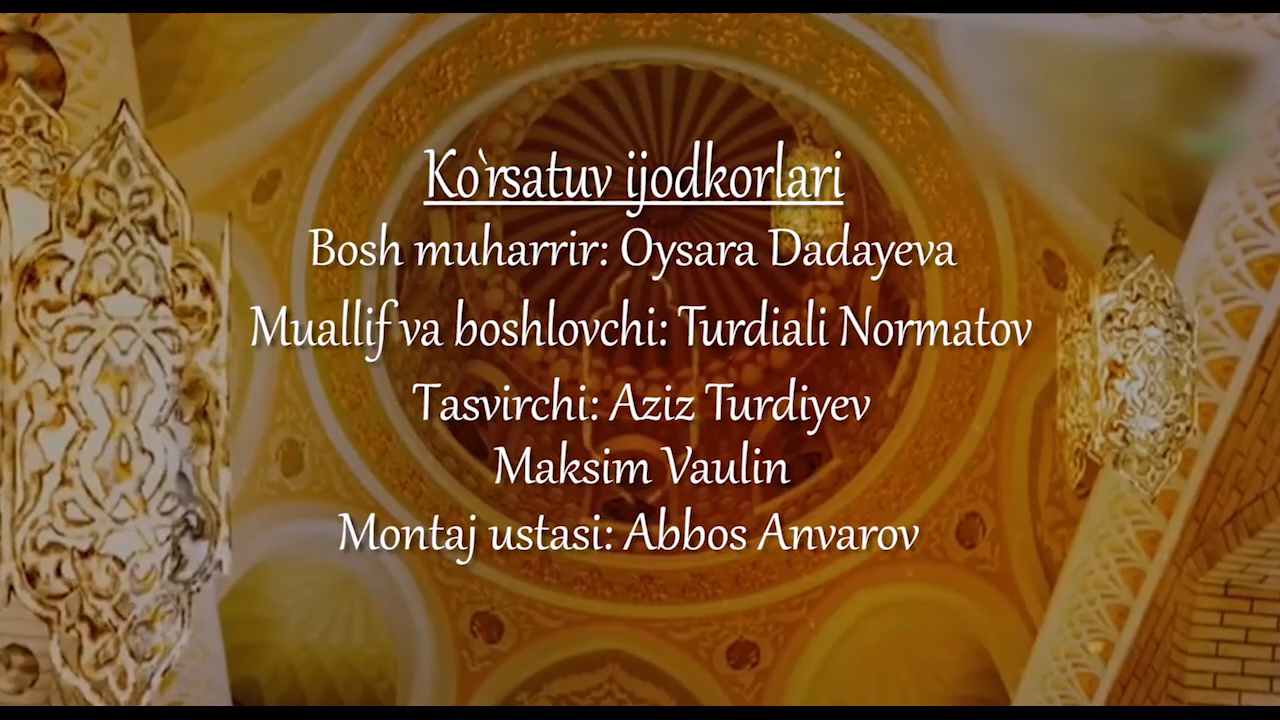 Ko`rsatuv ijodkorlari
Bosh muharrir: Oysara Dadayeva
Muallif va boshlovchi: Turdiali Normatov
Tasvirchi: Aziz Turdiyev
Maksim Vaulin
Montaj ustasi: Abbos Anvarov